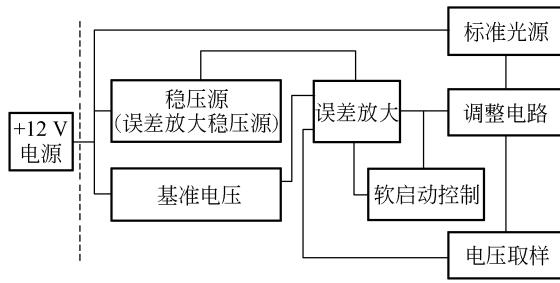 标准光源
稳压源
(误差放大稳压源)
误差放大
调整电路
+12 V
电源
基准电压
软启动控制
电压取样